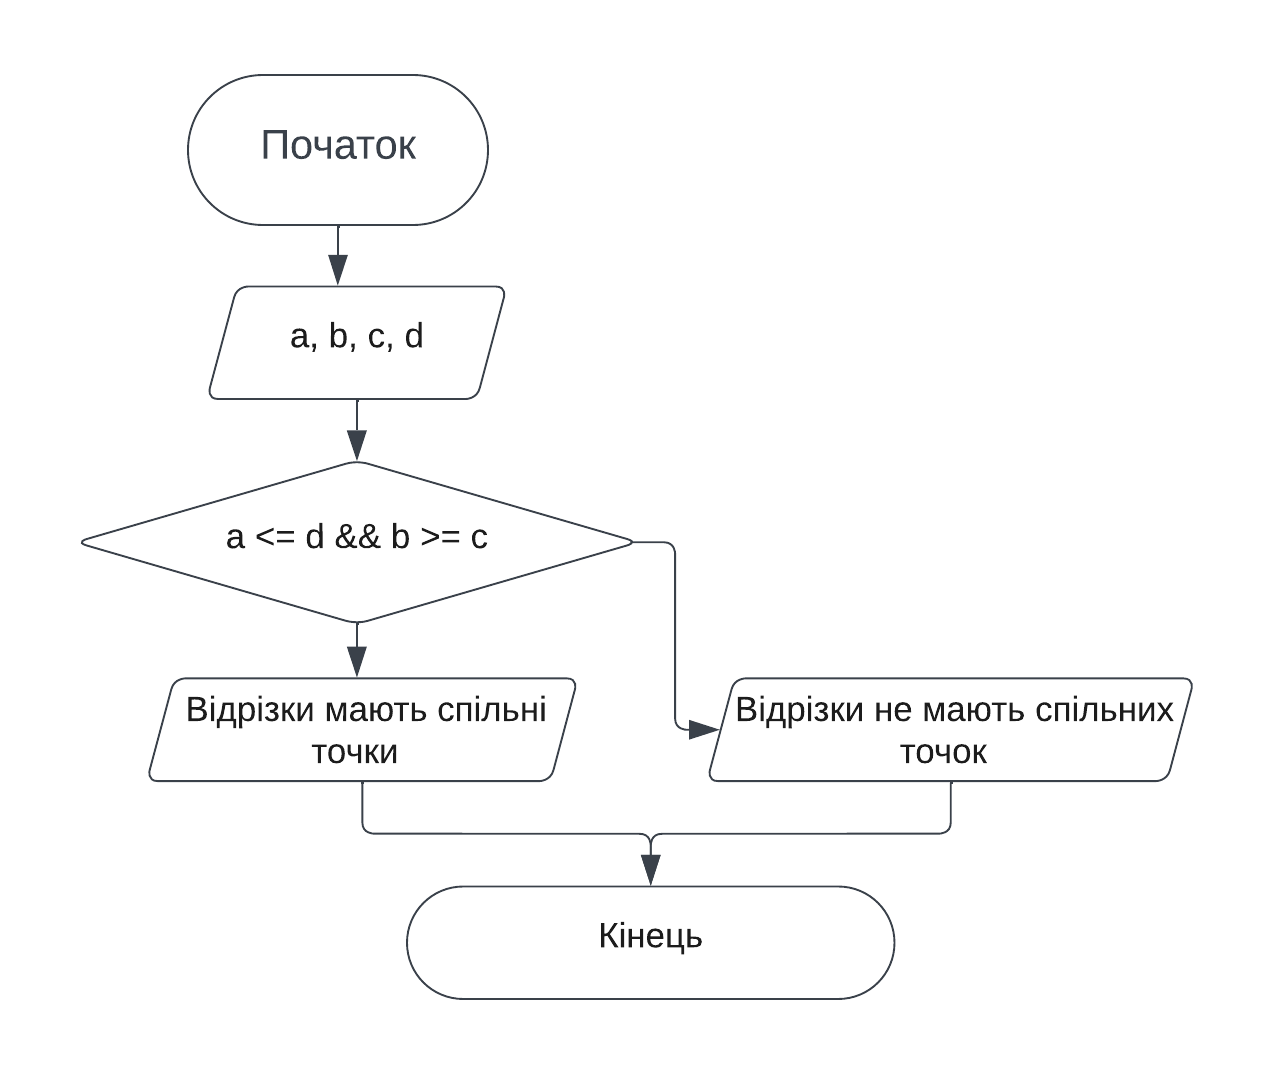 Початок
a, b, c, d
a <= d && b >= c
Відрізки мають спільні
точки
Відрізки не мають спільних
точок
Кінець